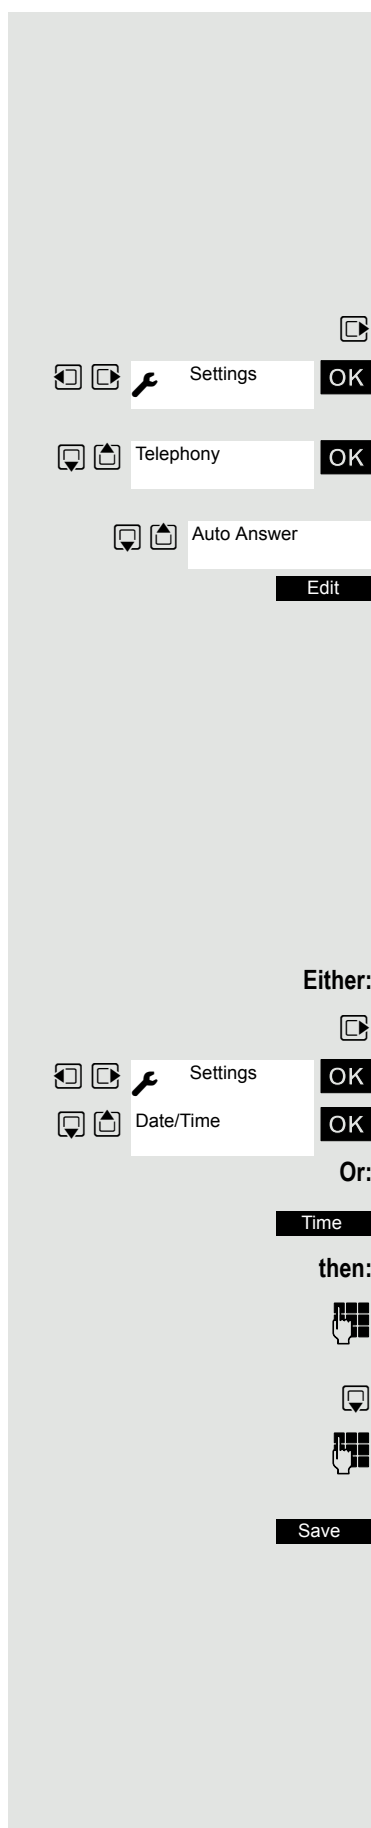 Settings OK
Telephony OK
Auto Answer
Edit
Either:
Settings OK
Date/Time OK
Or:
Time
then:
Save